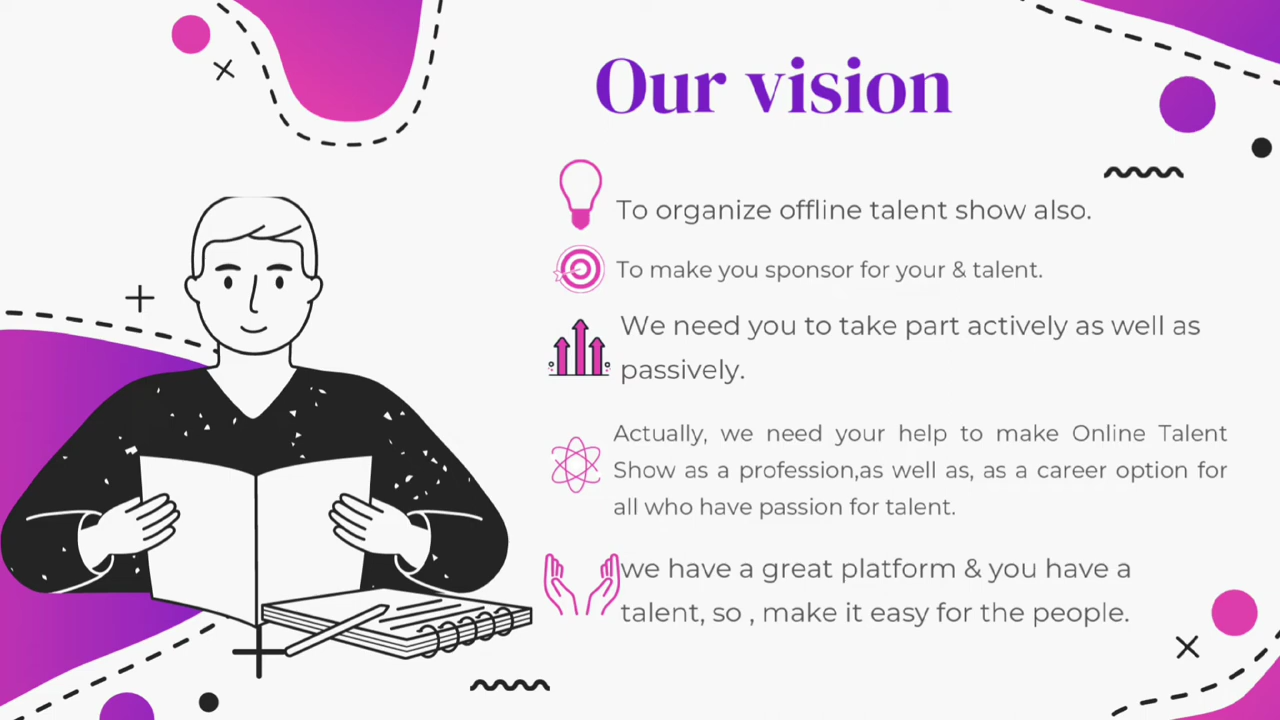 Our vision
To organize offline talent show also.
To make you sponsor for your & talent.
We need you to take part actively as well as
passively.
Actually, we need your help to make Online Talent
Show as a profession,as well as, as a career option for
all who have passion for talent.
we have a great platform & you have a
talent, so , make it easy for the people.